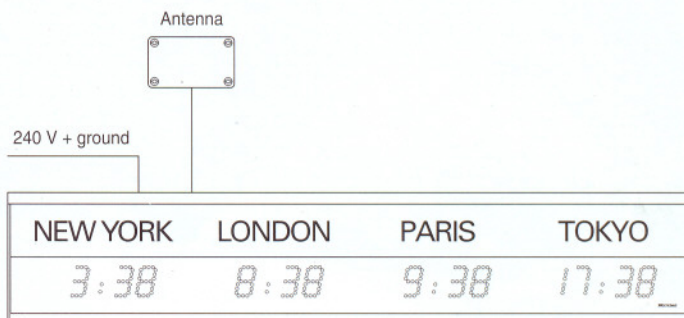 Antenna
240 V + ground
NEW YORK LONDON PARIS TOKYO
3:38 8:38 9:38 17:38